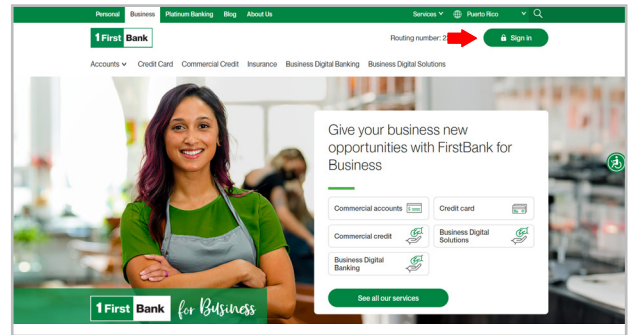 Personal Business Platinum Banking Blog About Us Services Puerto Rico
1 First Bank
Routing number: Sign in
Accounts Credit Card Commercial Credit Insurance Business Digital Banking Business Digital Solutions
Give your business new
opportunities with FirstBank for
Business
Commercial accounts Credit card
Commercial credit Business Digital
Solutions
Business Digital
Banking
See all our services
1 First Bank for Business